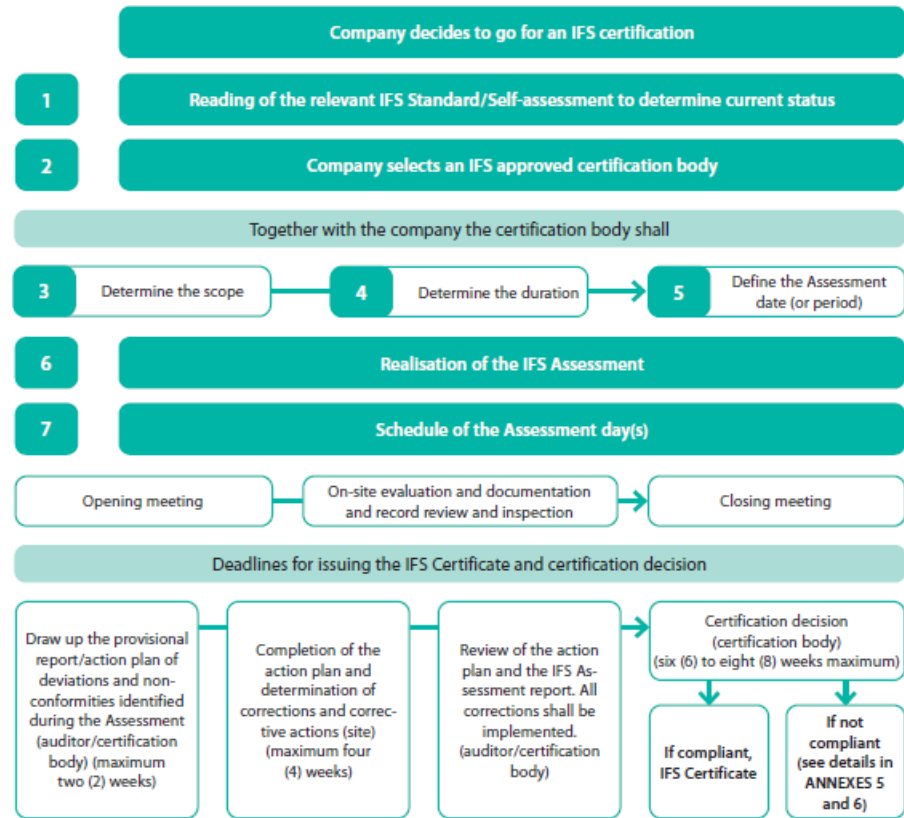 Company decides to go for an IFS certification
1
Reading of the relevant IFS Standard/Self-assessment to determine current status
2
Company selects an IFS approved certification body
Together with the company the certification body shall
3
Determine the scope
4
Determine the duration
5
Define the Assessment
date (or period)
6
Realisation of the IFS Assessment
7
Schedule of the Assessment day(s)
Opening meeting
On-site evaluation and documentation
and record review and inspection
Closing meeting
Deadlines for issuing the IFS Certificate and certification decision
Draw up the provisional
report/action plan of
deviations and non-
conformities identified
during the Assessment
(auditor/certification
body) (maximum
two (2) weeks)
Completion of the
action plan and
determination of
corrections and correc-
tive actions (site)
(maximum four
(4) weeks)
Review of the action
plan and the IFS As-
sessment report. All
corrections shall be
implemented.
(auditor/certification
body)
Certification decision
(certification body)
(six (6) to eight (8) weeks maximum)
If compliant,
IFS Certificate
If not
compliant
(see details in
ANNEXES 5
and 6)